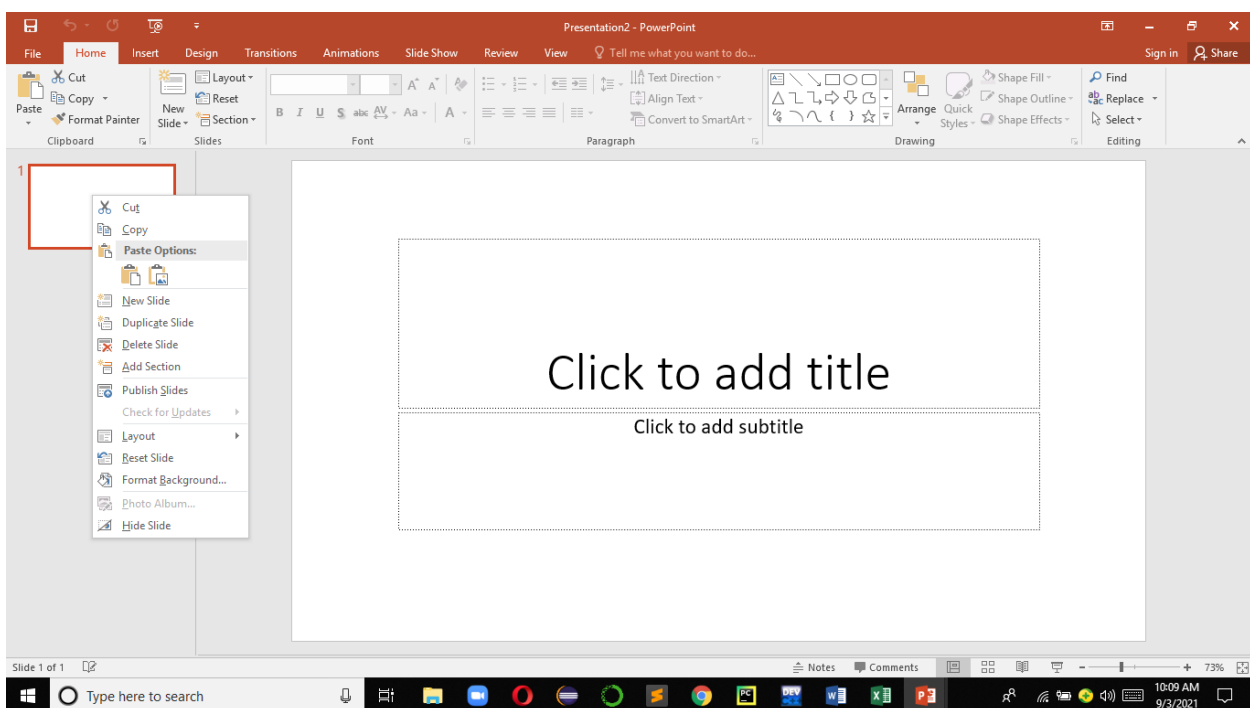 Presentation2 - PowerPoint
File Home Insert Design Transitions Animations Slide Show Review View Tell me what you want to do... Sign in Share
Paste
Cut
Copy
Format Painter
Clipboard
New
Slide
Layout
Reset
Section
Slides
B I U S abc AV Aa A
Font
Text Direction
Align Text
Convert to SmartArt
Paragraph
Arrange
Quick
Styles
Shape Fill
Shape Outline
Shape Effects
Drawing
Find
Replace
Select
Editing
1
Cut
Copy
Paste Options:
New Slide
Duplicate Slide
Delete Slide
Add Section
Publish Slides
Check for Updates
Layout
Reset Slide
Format Background...
Photo Album...
Hide Slide
Click to add title
Click to add subtitle
Slide 1 of 1 Notes Comments 73%
Type here to search
PC
DEV
10:09 AM
9/3/2021